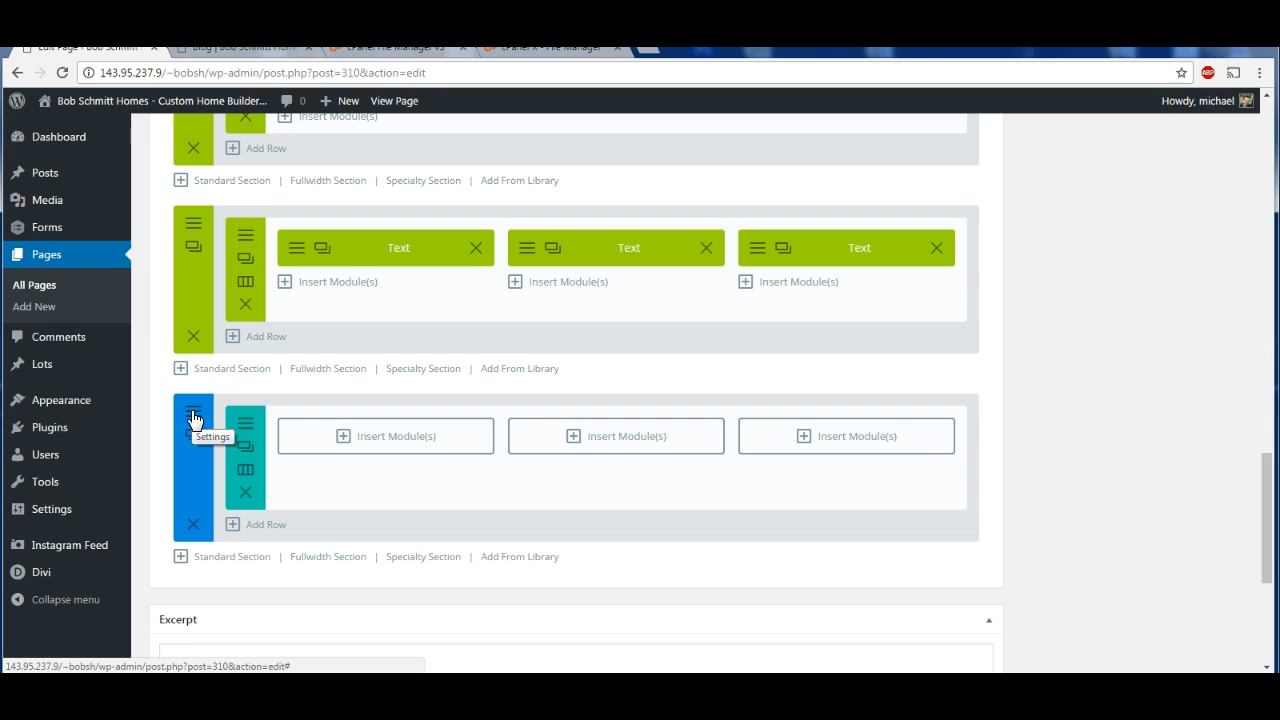 Edit Page ‹ Bob Schmitt
Blog | Bob Schmitt Home
cPanel File Manager v3
cPanel X - File Manager
143.95.237.9/~bobsh/wp-admin/post.php?post=310&action=edit
ABP
Bob Schmitt Homes - Custom Home Builder... 0 New View Page
Howdy, michael
Dashboard
Posts
Media
Forms
Pages
All Pages
Add New
Comments
Lots
Appearance
Plugins
Users
Tools
Settings
Instagram Feed
Divi
Collapse menu
Insert Module(s)
Add Row
Standard Section | Fullwidth Section | Specialty Section | Add From Library
Text Text Text
Insert Module(s) Insert Module(s) Insert Module(s)
Add Row
Standard Section | Fullwidth Section | Specialty Section | Add From Library
Settings
Insert Module(s) Insert Module(s) Insert Module(s)
Add Row
Standard Section | Fullwidth Section | Specialty Section | Add From Library
Excerpt
143.95.237.9/~bobsh/wp-admin/post.php?post=310&action=edit#